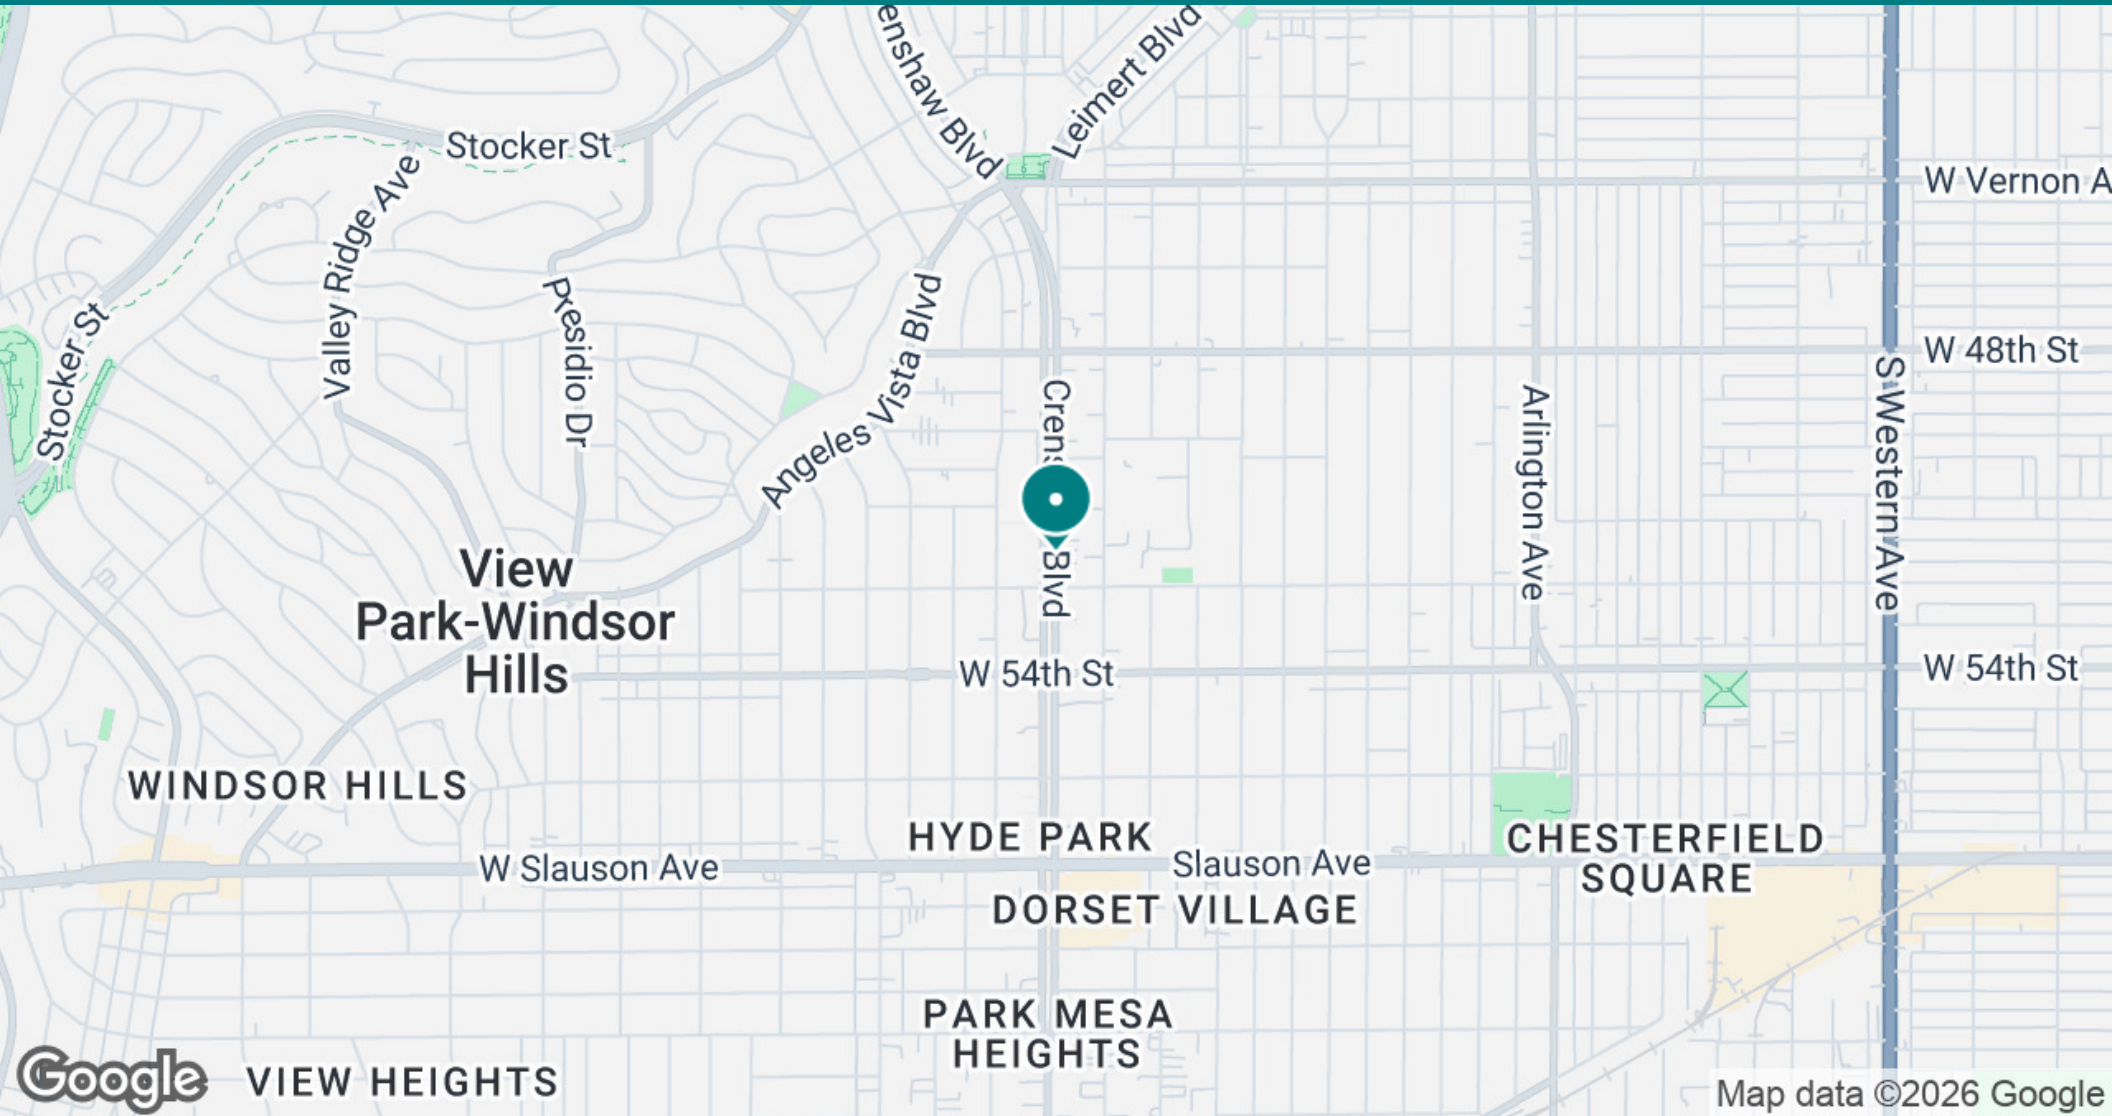 enshaw Blvd
Leimert Blvd
Stocker St
W Vernon A
Valley Ridge Ave
Presidio Dr
Stocker St
Angeles Vista Blvd
W 48th St
Crens
Blvd
Arlington Ave
S Western Ave
View
Park-Windsor
Hills
W 54th St
W 54th St
WINDSOR HILLS
HYDE PARK
CHESTERFIELD
SQUARE
W Slauson Ave
Slauson Ave
DORSET VILLAGE
PARK MESA
HEIGHTS
VIEW HEIGHTS
Google
Map data ©2026 Google